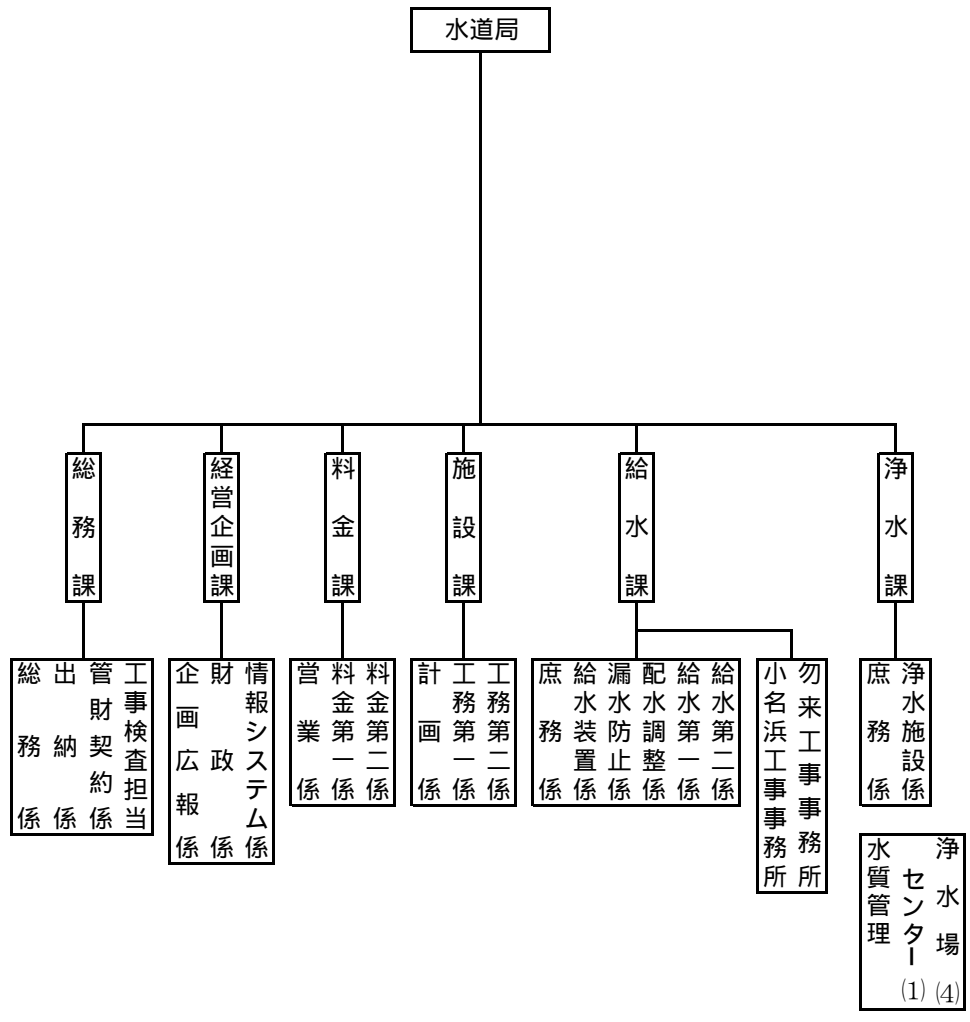 水道局
総務課
経営企画課
料金課
施設課
給水課
浄水課
総務係
出納係
管財契約係
工事検査担当
企画広報係
財政係
情報システム係
営業係
料金第一係
料金第二係
計画係
工務第一係
工務第二係
庶務係
給水装置係
漏水防止係
配水調整係
給水第一係
給水第二係
小名浜工事事務所
勿来工事事務所
庶務係
浄水施設係
水質管理
センター(1)
浄水場(4)